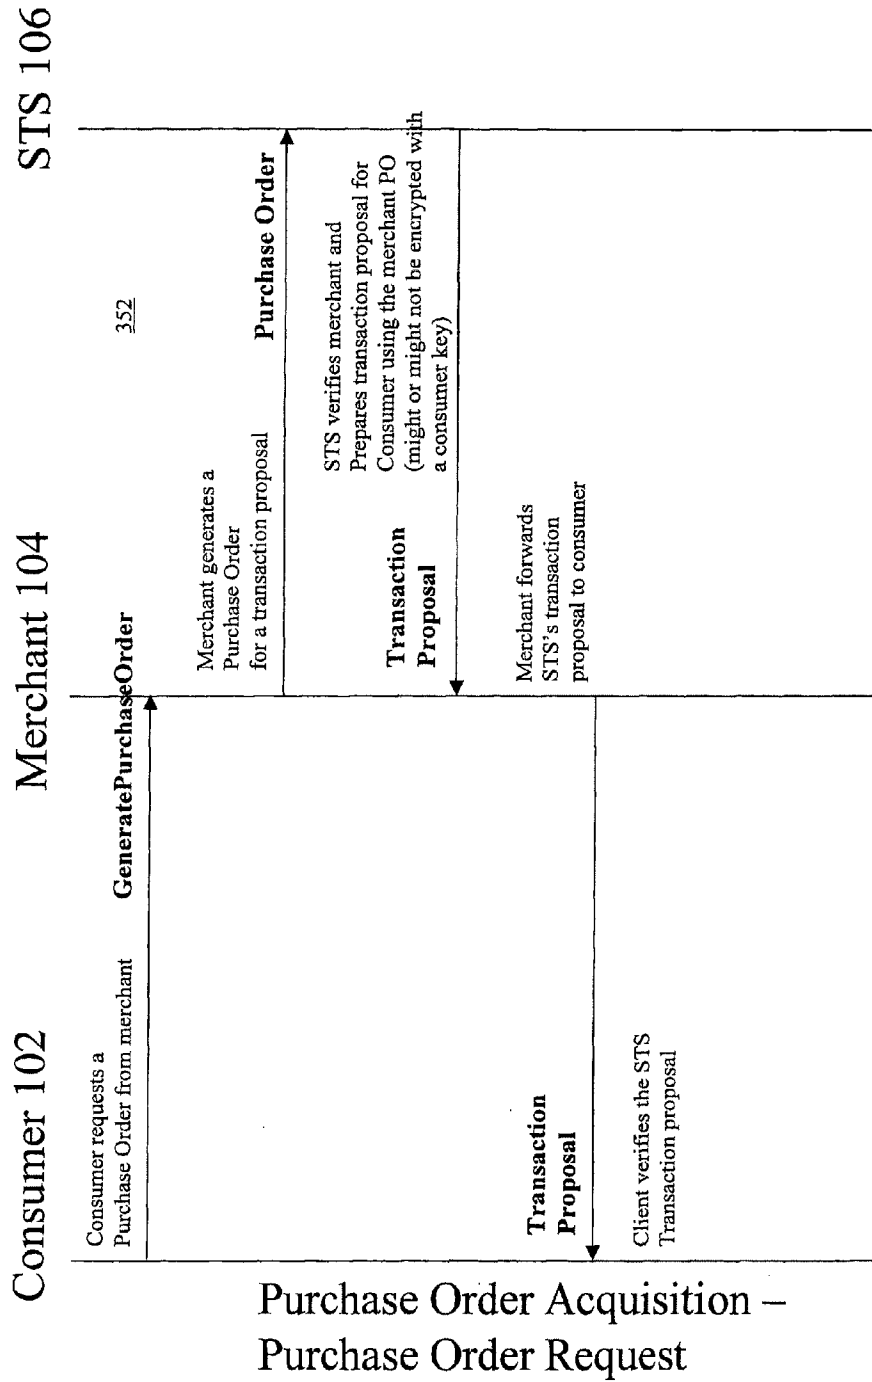 Consumer 102
Merchant 104
STS 106
Consumer requests a
Purchase Order from merchant
GeneratePurchaseOrder
352
Merchant generates a
Purchase Order
for a transaction proposal
Purchase Order
STS verifies merchant and
Prepares transaction proposal for
Consumer using the merchant PO
(might or might not be encrypted with
a consumer key)
Transaction
Proposal
Merchant forwards
STS's transaction
proposal to consumer
Transaction
Proposal
Client verifies the STS
Transaction proposal
Purchase Order Acquisition –
Purchase Order Request